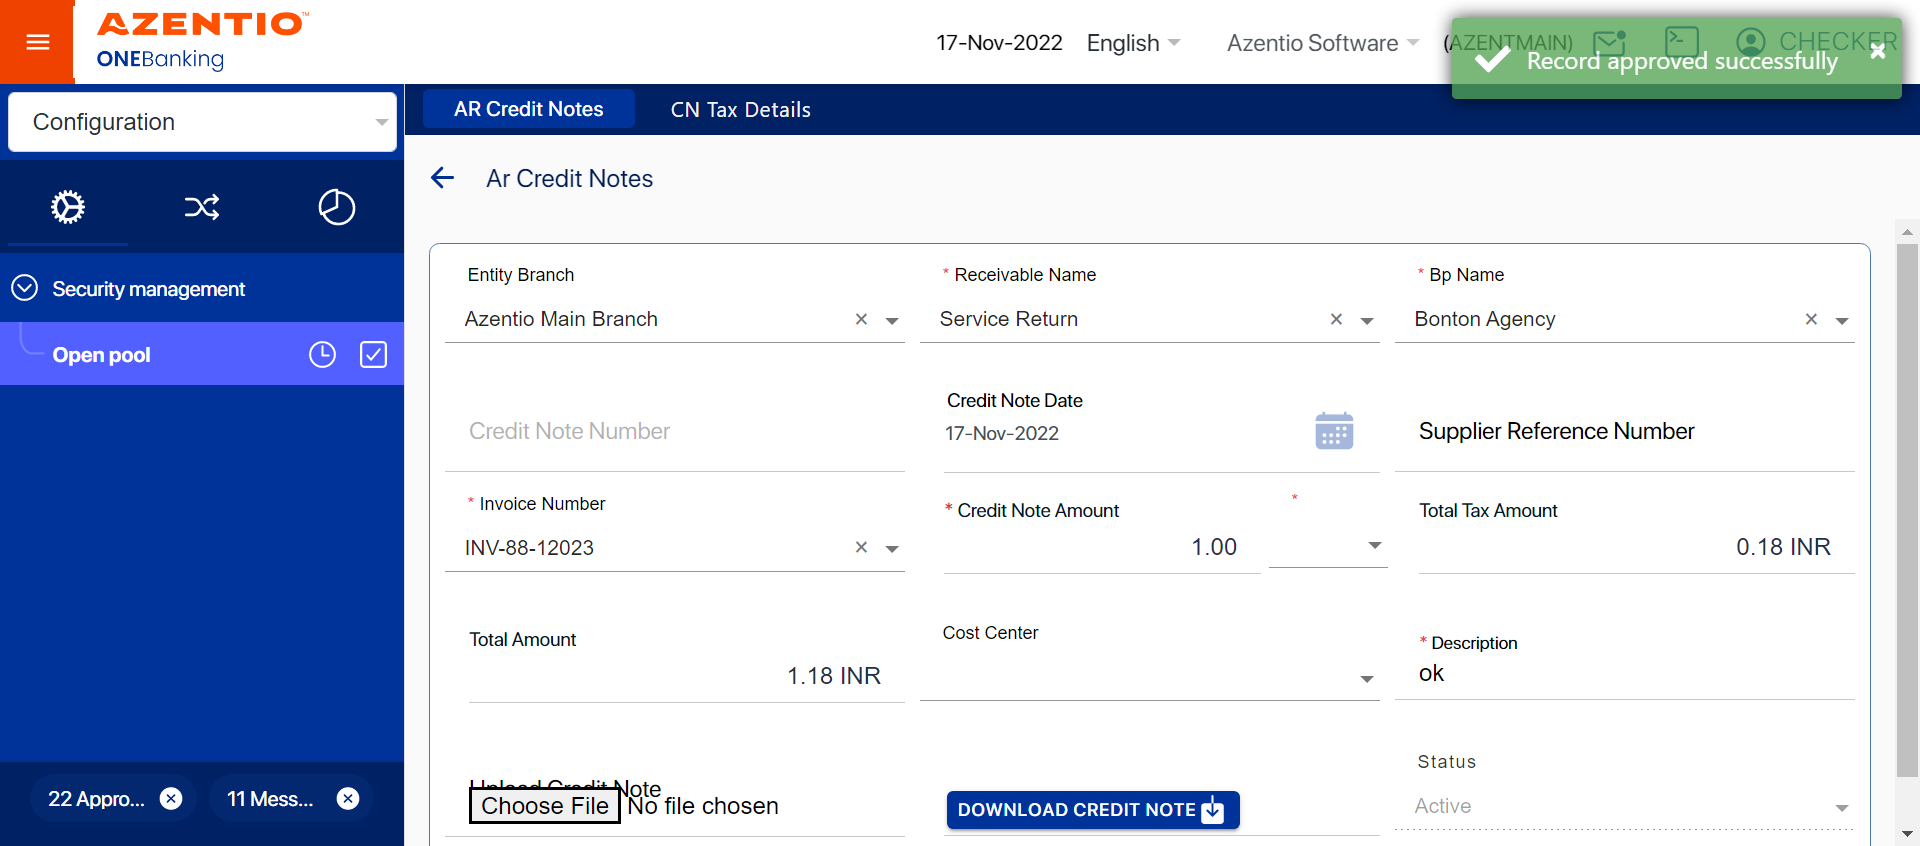 AZENTIO™
ONEBanking
17-Nov-2022
English
Azentio Software
(AZENTMAIN)
CHECKER
Record approved successfully
Configuration
AR Credit Notes
CN Tax Details
Ar Credit Notes
Security management
Open pool
Entity Branch
* Receivable Name
* Bp Name
Azentio Main Branch
Service Return
Bonton Agency
Credit Note Number
Credit Note Date
17-Nov-2022
Supplier Reference Number
* Invoice Number
INV-88-12023
* Credit Note Amount
*
1.00
Total Tax Amount
0.18 INR
Total Amount
1.18 INR
Cost Center
* Description
ok
Upload Credit Note
Choose File No file chosen
DOWNLOAD CREDIT NOTE
Status
Active
22 Appro...
11 Mess...